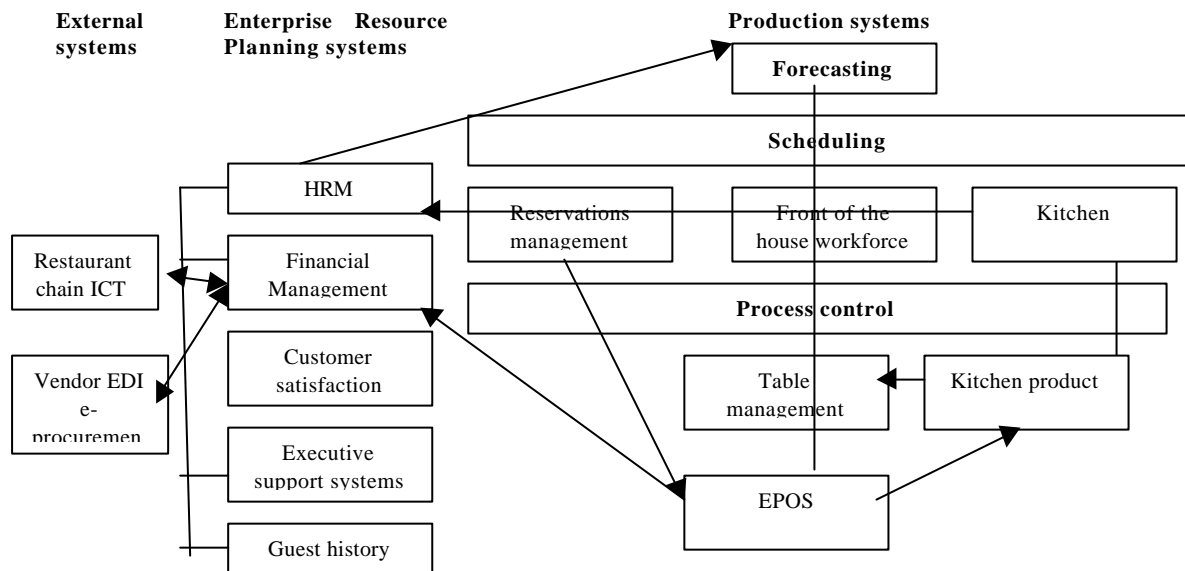 External
systems
Enterprise Resource
Planning systems
Production systems
Forecasting
Scheduling
HRM
Reservations
management
Front of the
house workforce
Kitchen
Restaurant
chain ICT
Financial
Management
Process control
Customer
satisfaction
Vendor EDI
e-
procuremen
Table
management
Kitchen product
Executive
support systems
EPOS
Guest history